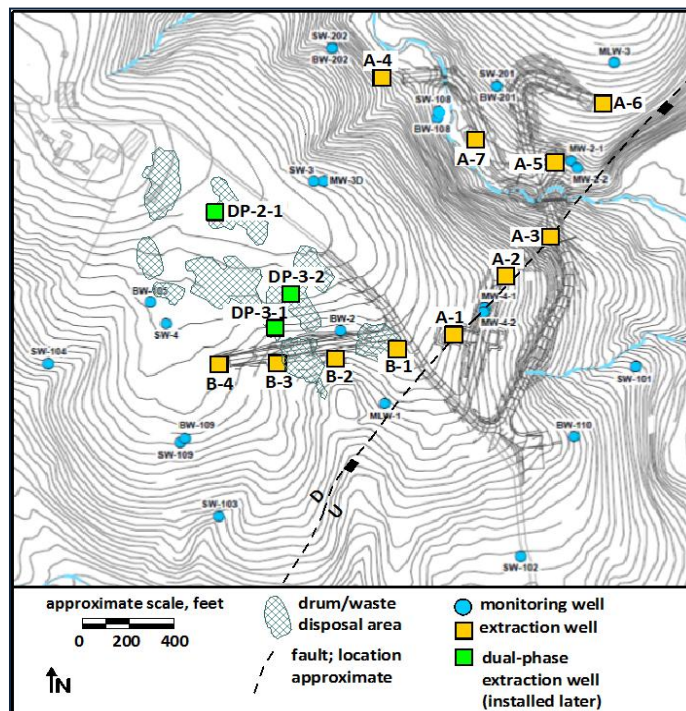 SW-202
BW-202
A-4
MLW-3
SW-201
BW-201
A-6
SW-108
BW-108
A-7
A-5
MW-2-1
MW-2-2
SW-3
MW-3D
DP-2-1
A-3
A-2
DP-3-2
MW-4-1
MW-4-2
BW-105
DP-3-1
BW-2
A-1
SW-4
SW-104
B-4
B-3
B-2
B-1
SW-101
MLW-1
BW-109
SW-109
BW-110
D
U
SW-103
SW-102
approximate scale, feet
0 200 400
N
drum/waste
disposal area
fault; location
approximate
monitoring well
extraction well
dual-phase
extraction well
(installed later)